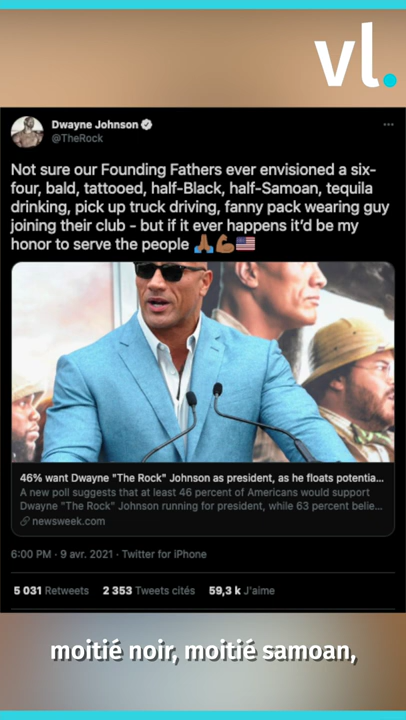 vl.
Dwayne Johnson
@TheRock
Not sure our Founding Fathers ever envisioned a six-
four, bald, tattooed, half-Black, half-Samoan, tequila
drinking, pick up truck driving, fanny pack wearing guy
joining their club - but if it ever happens it'd be my
honor to serve the people 🙏🏾💪🏾🇺🇸
46% want Dwayne "The Rock" Johnson as president, as he floats potentia...
A new poll suggests that at least 46 percent of Americans would support
Dwayne "The Rock" Johnson running for president, while 63 percent belie...
newsweek.com
6:00 PM · 9 avr. 2021 · Twitter for iPhone
5 031 Retweets 2 353 Tweets cités 59,3 k J'aime
moitié noir, moitié samoan,